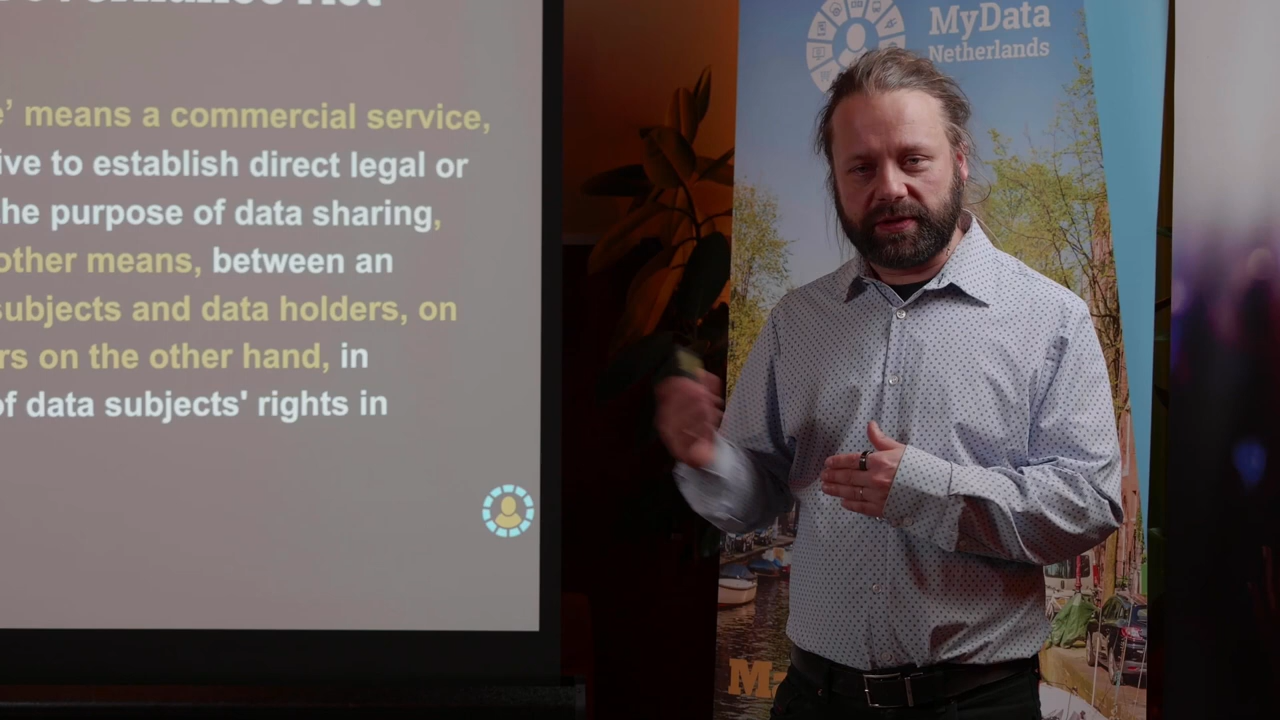 Act
e' means a commercial service,
ive to establish direct legal or
he purpose of data sharing,
other means, between an
subjects and data holders, on
rs on the other hand, in
of data subjects' rights in
MyData
Netherlands